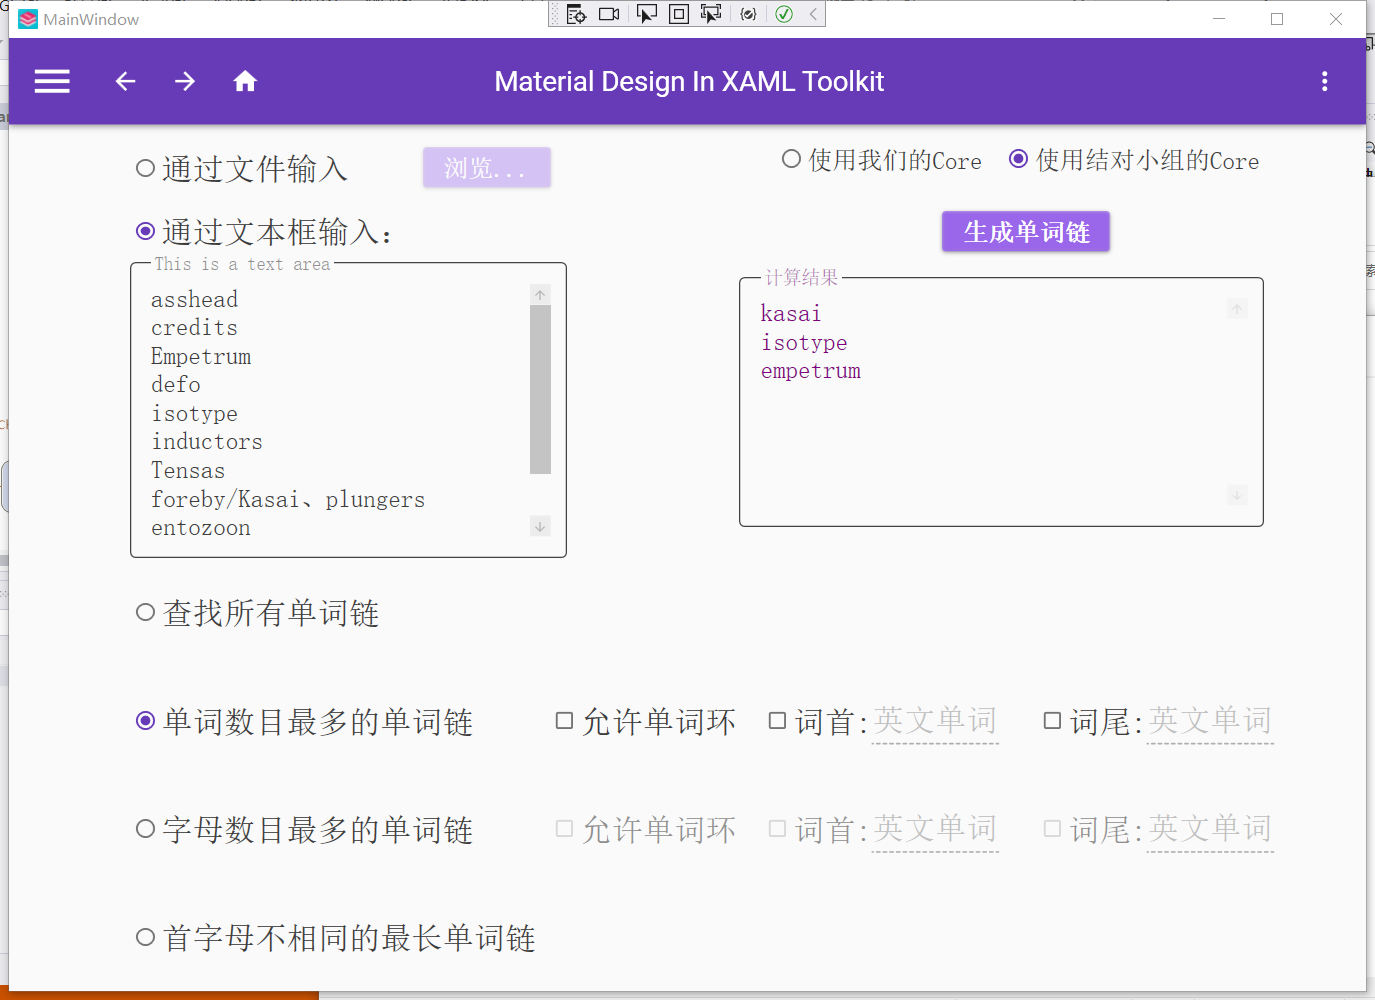 MainWindow
Material Design In XAML Toolkit
通过文件输入
浏览...
使用我们的Core
使用结对小组的Core
通过文本框输入:
生成单词链
This is a text area
asshead
credits
Empetrum
defo
isotype
inductors
Tensas
foreby/Kasai、plungers
entozoon
计算结果
kasai
isotype
empetrum
查找所有单词链
单词数目最多的单词链
允许单词环
词首:英文单词
词尾:英文单词
字母数目最多的单词链
允许单词环
词首:英文单词
词尾:英文单词
首字母不相同的最长单词链